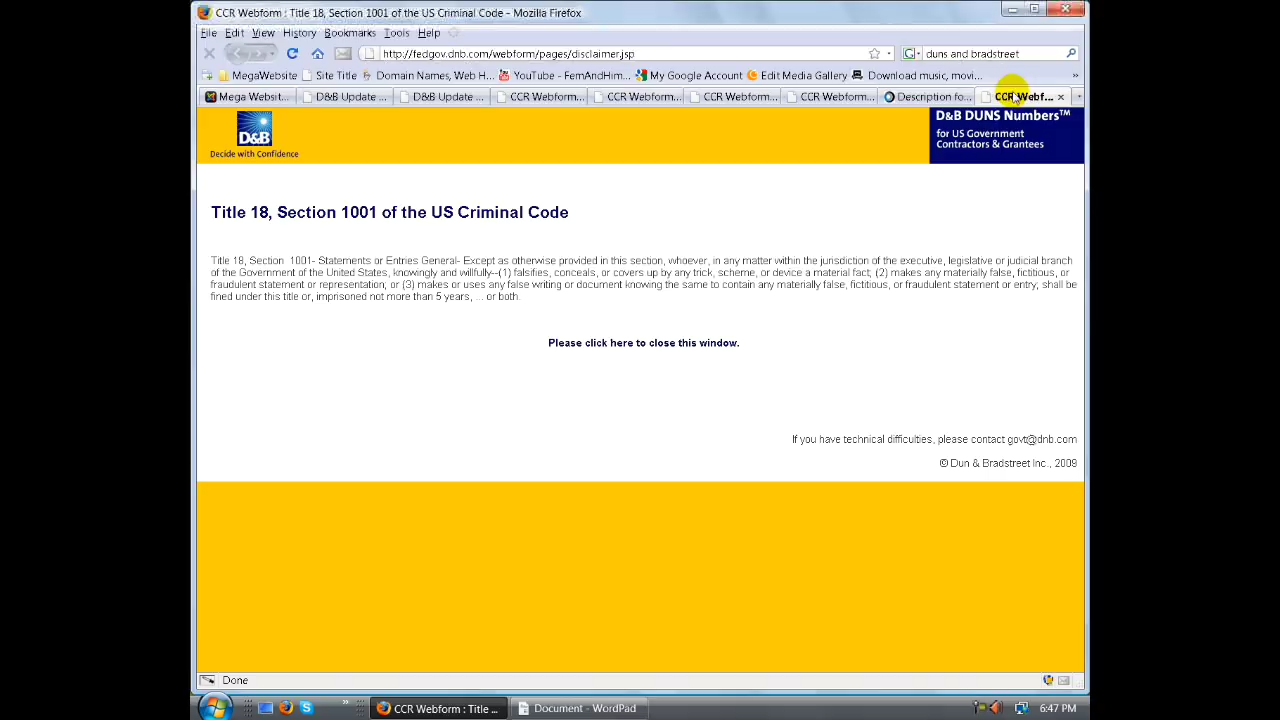 CCR Webform : Title 18, Section 1001 of the US Criminal Code - Mozilla Firefox
File Edit View History Bookmarks Tools Help
http://fedgov.dnb.com/webform/pages/disclaimer.jsp duns and bradstreet
MegaWebsite Site Title Domain Names, Web H... YouTube - FemAndHim... My Google Account Edit Media Gallery Download music, movi... »
Mega Websit... D&B Update ... D&B Update ... CCR Webform... CCR Webform... CCR Webform... CCR Webform... Description fo... CCR Webf...
D&B
Decide with Confidence
D&B DUNS Numbers™
for US Government
Contractors & Grantees
Title 18, Section 1001 of the US Criminal Code
Title 18, Section 1001- Statements or Entries General- Except as otherwise provided in this section, whoever, in any matter within the jurisdiction of the executive, legislative or judicial branch
of the Government of the United States, knowingly and willfully--(1) falsifies, conceals, or covers up by any trick, scheme, or device a material fact; (2) makes any materially false, fictitious, or
fraudulent statement or representation; or (3) makes or uses any false writing or document knowing the same to contain any materially false, fictitious, or fraudulent statement or entry; shall be
fined under this title or, imprisoned not more than 5 years, ... or both.
Please click here to close this window.
If you have technical difficulties, please contact govt@dnb.com
© Dun & Bradstreet Inc., 2009
Done
» CCR Webform : Title ... Document - WordPad 6:47 PM